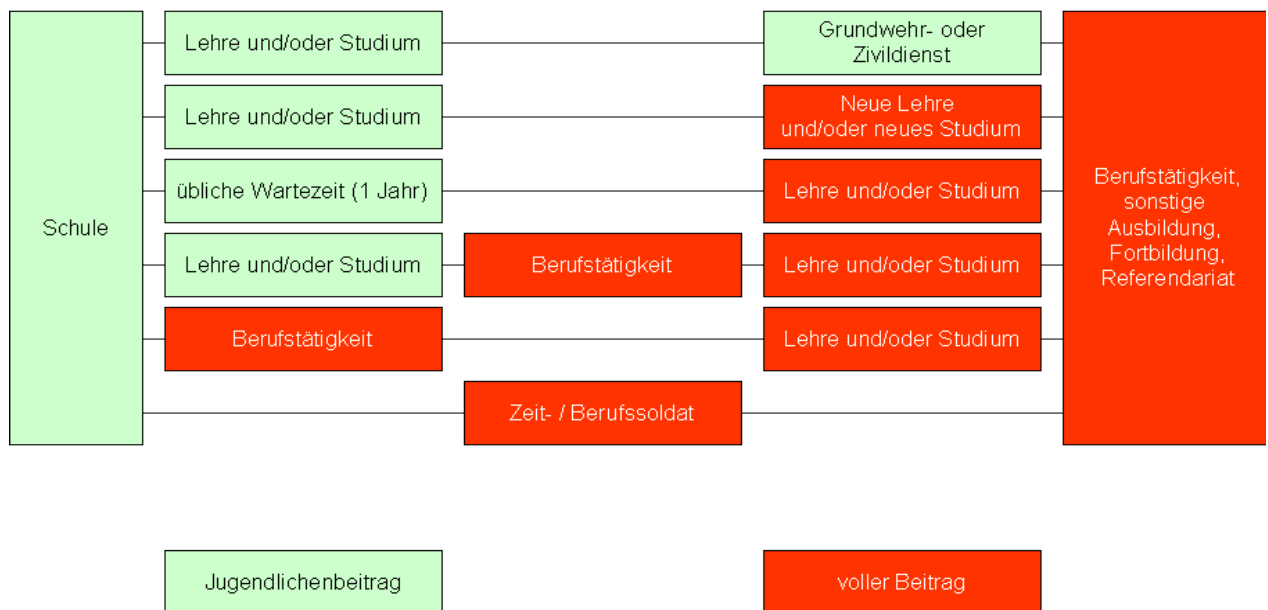 Schule
Lehre und/oder Studium
Grundwehr- oder
Zivildienst
Lehre und/oder Studium
Neue Lehre
und/oder neues Studium
übliche Wartezeit (1 Jahr)
Lehre und/oder Studium
Lehre und/oder Studium
Berufstätigkeit
Lehre und/oder Studium
Berufstätigkeit
Lehre und/oder Studium
Zeit- / Berufssoldat
Berufstätigkeit,
sonstige
Ausbildung,
Fortbildung,
Referendariat
Jugendlichenbeitrag
voller Beitrag